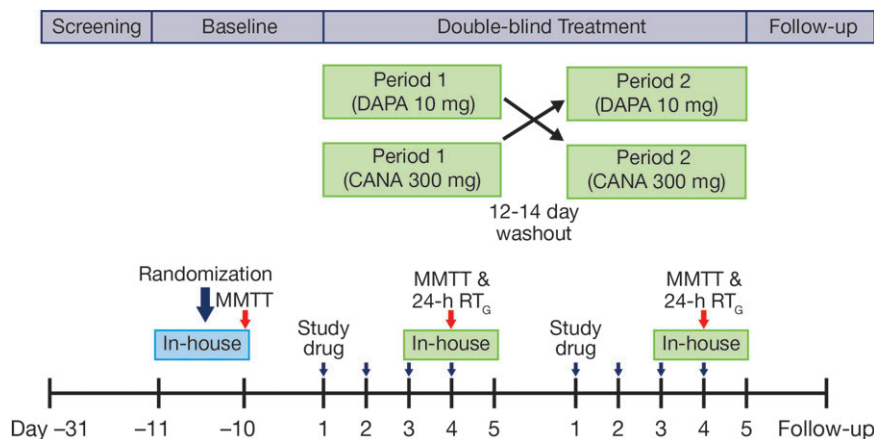 Screening Baseline Double-blind Treatment Follow-up
Period 1
(DAPA 10 mg)
Period 2
(DAPA 10 mg)
Period 1
(CANA 300 mg)
Period 2
(CANA 300 mg)
12-14 day
washout
Randomization
MMTT
In-house
Study
drug
MMTT &
24-h RTG
In-house
Study
drug
MMTT &
24-h RTG
In-house
Day –31 –11 –10 1 2 3 4 5 1 2 3 4 5 Follow-up